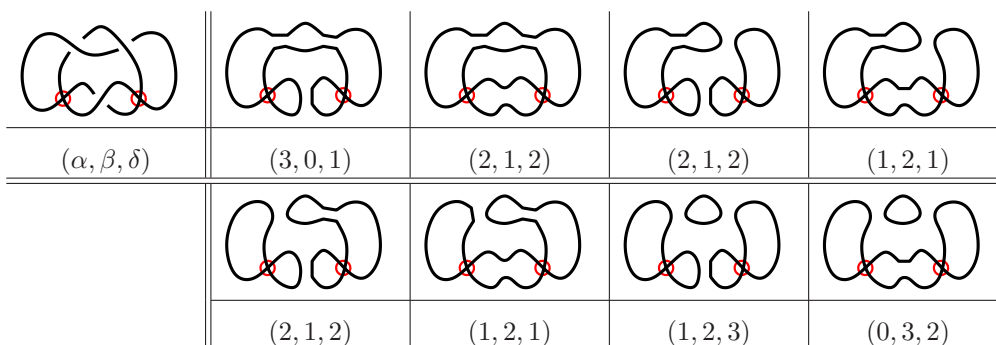 (α, β, δ) (3, 0, 1) (2, 1, 2) (2, 1, 2) (1, 2, 1)
(2, 1, 2) (1, 2, 1) (1, 2, 3) (0, 3, 2)